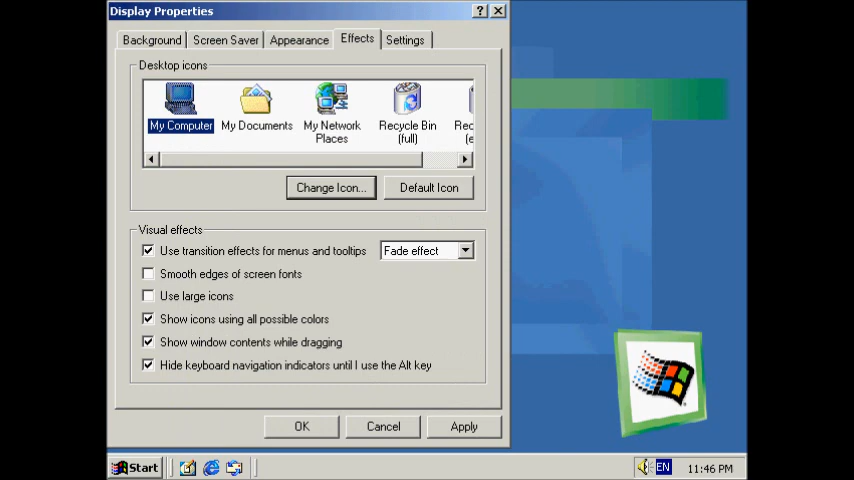 Display Properties
Background
Screen Saver
Appearance
Effects
Settings
Desktop icons
My Computer
My Documents
My Network
Places
Recycle Bin
(full)
Rec
(e
Change Icon...
Default Icon
Visual effects
Use transition effects for menus and tooltips
Fade effect
Smooth edges of screen fonts
Use large icons
Show icons using all possible colors
Show window contents while dragging
Hide keyboard navigation indicators until I use the Alt key
OK
Cancel
Apply
Start
EN
11:46 PM